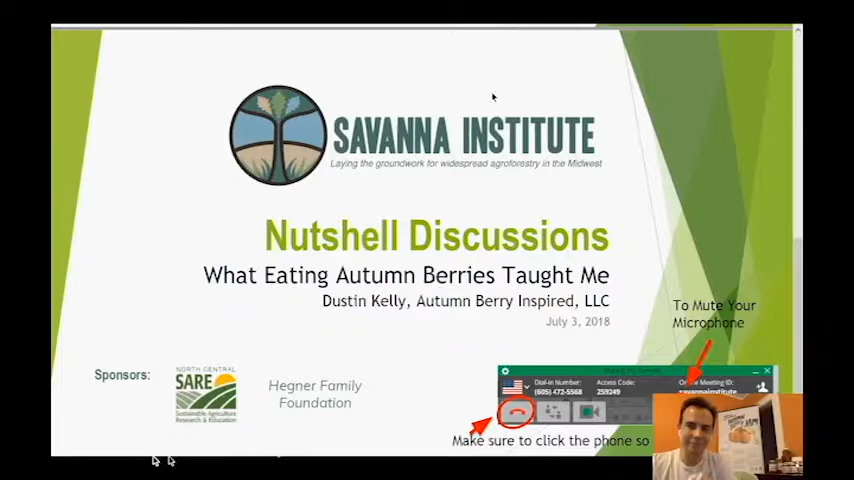 SAVANNA INSTITUTE
Laying the groundwork for widespread agroforestry in the Midwest
Nutshell Discussions
What Eating Autumn Berries Taught Me
Dustin Kelly, Autumn Berry Inspired, LLC
July 3, 2018
To Mute Your
Microphone
Sponsors:
NORTH CENTRAL
SARE
Sustainable Agriculture
Research & Education
Hegner Family
Foundation
Dial-in Number:
(605) 472-5568
Access Code:
259249
Online Meeting ID:
savannainstitute
Make sure to click the phone so
JAM